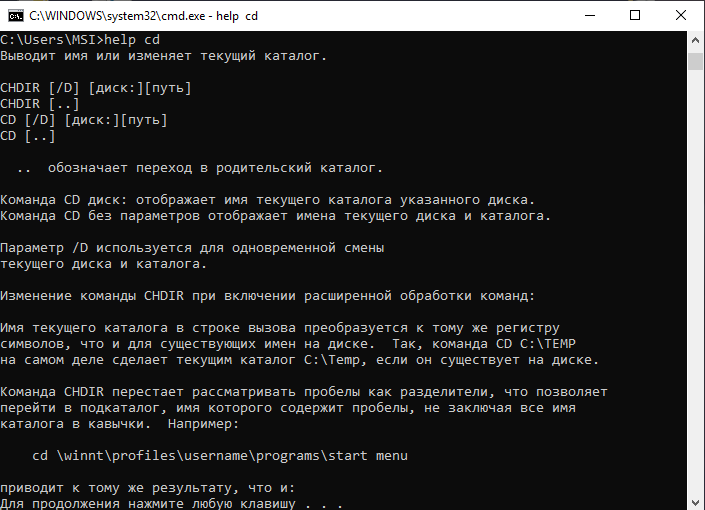 C:\WINDOWS\system32\cmd.exe - help  cd
C:\Users\MSI>help cd
Выводит имя или изменяет текущий каталог.
CHDIR [/D] [диск:][путь]
CHDIR [..]
CD [/D] [диск:][путь]
CD [..]
..  обозначает переход в родительский каталог.
Команда CD диск: отображает имя текущего каталога указанного диска.
Команда CD без параметров отображает имена текущего диска и каталога.
Параметр /D используется для одновременной смены
текущего диска и каталога.
Изменение команды CHDIR при включении расширенной обработки команд:
Имя текущего каталога в строке вызова преобразуется к тому же регистру
символов, что и для существующих имен на диске.  Так, команда CD C:\TEMP
на самом деле сделает текущим каталог C:\Temp, если он существует на диске.
Команда CHDIR перестает рассматривать пробелы как разделители, что позволяет
перейти в подкаталог, имя которого содержит пробелы, не заключая все имя
каталога в кавычки.  Например:
cd \winnt\profiles\username\programs\start menu
приводит к тому же результату, что и:
Для продолжения нажмите любую клавишу . . .